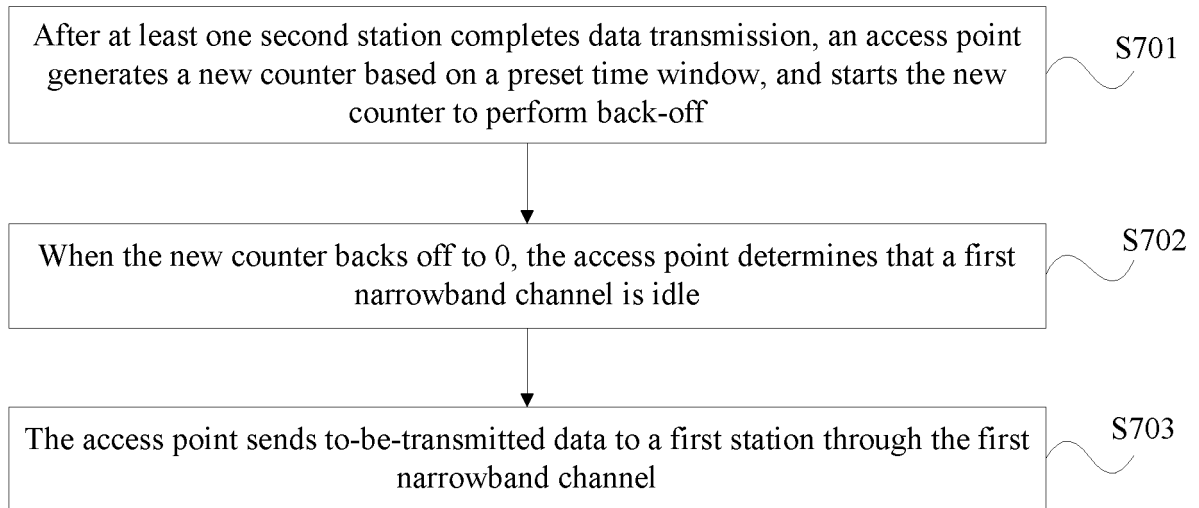 After at least one second station completes data transmission, an access point
generates a new counter based on a preset time window, and starts the new
counter to perform back-off
S701
When the new counter backs off to 0, the access point determines that a first
narrowband channel is idle
S702
The access point sends to-be-transmitted data to a first station through the first
narrowband channel
S703